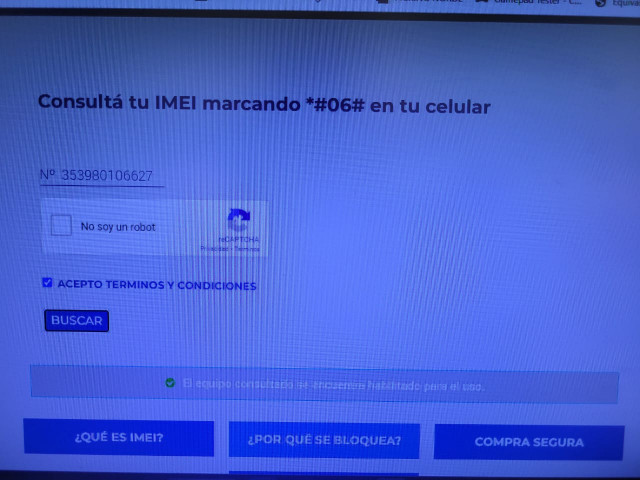 Consultá tu IMEI marcando *#06# en tu celular
Nº 353980106627
No soy un robot
reCAPTCHA
Privacidad - Términos
ACEPTO TERMINOS Y CONDICIONES
BUSCAR
El equipo consultado se encuentra habilitado para el uso.
¿QUÉ ES IMEI?
¿POR QUÉ SE BLOQUEA?
COMPRA SEGURA